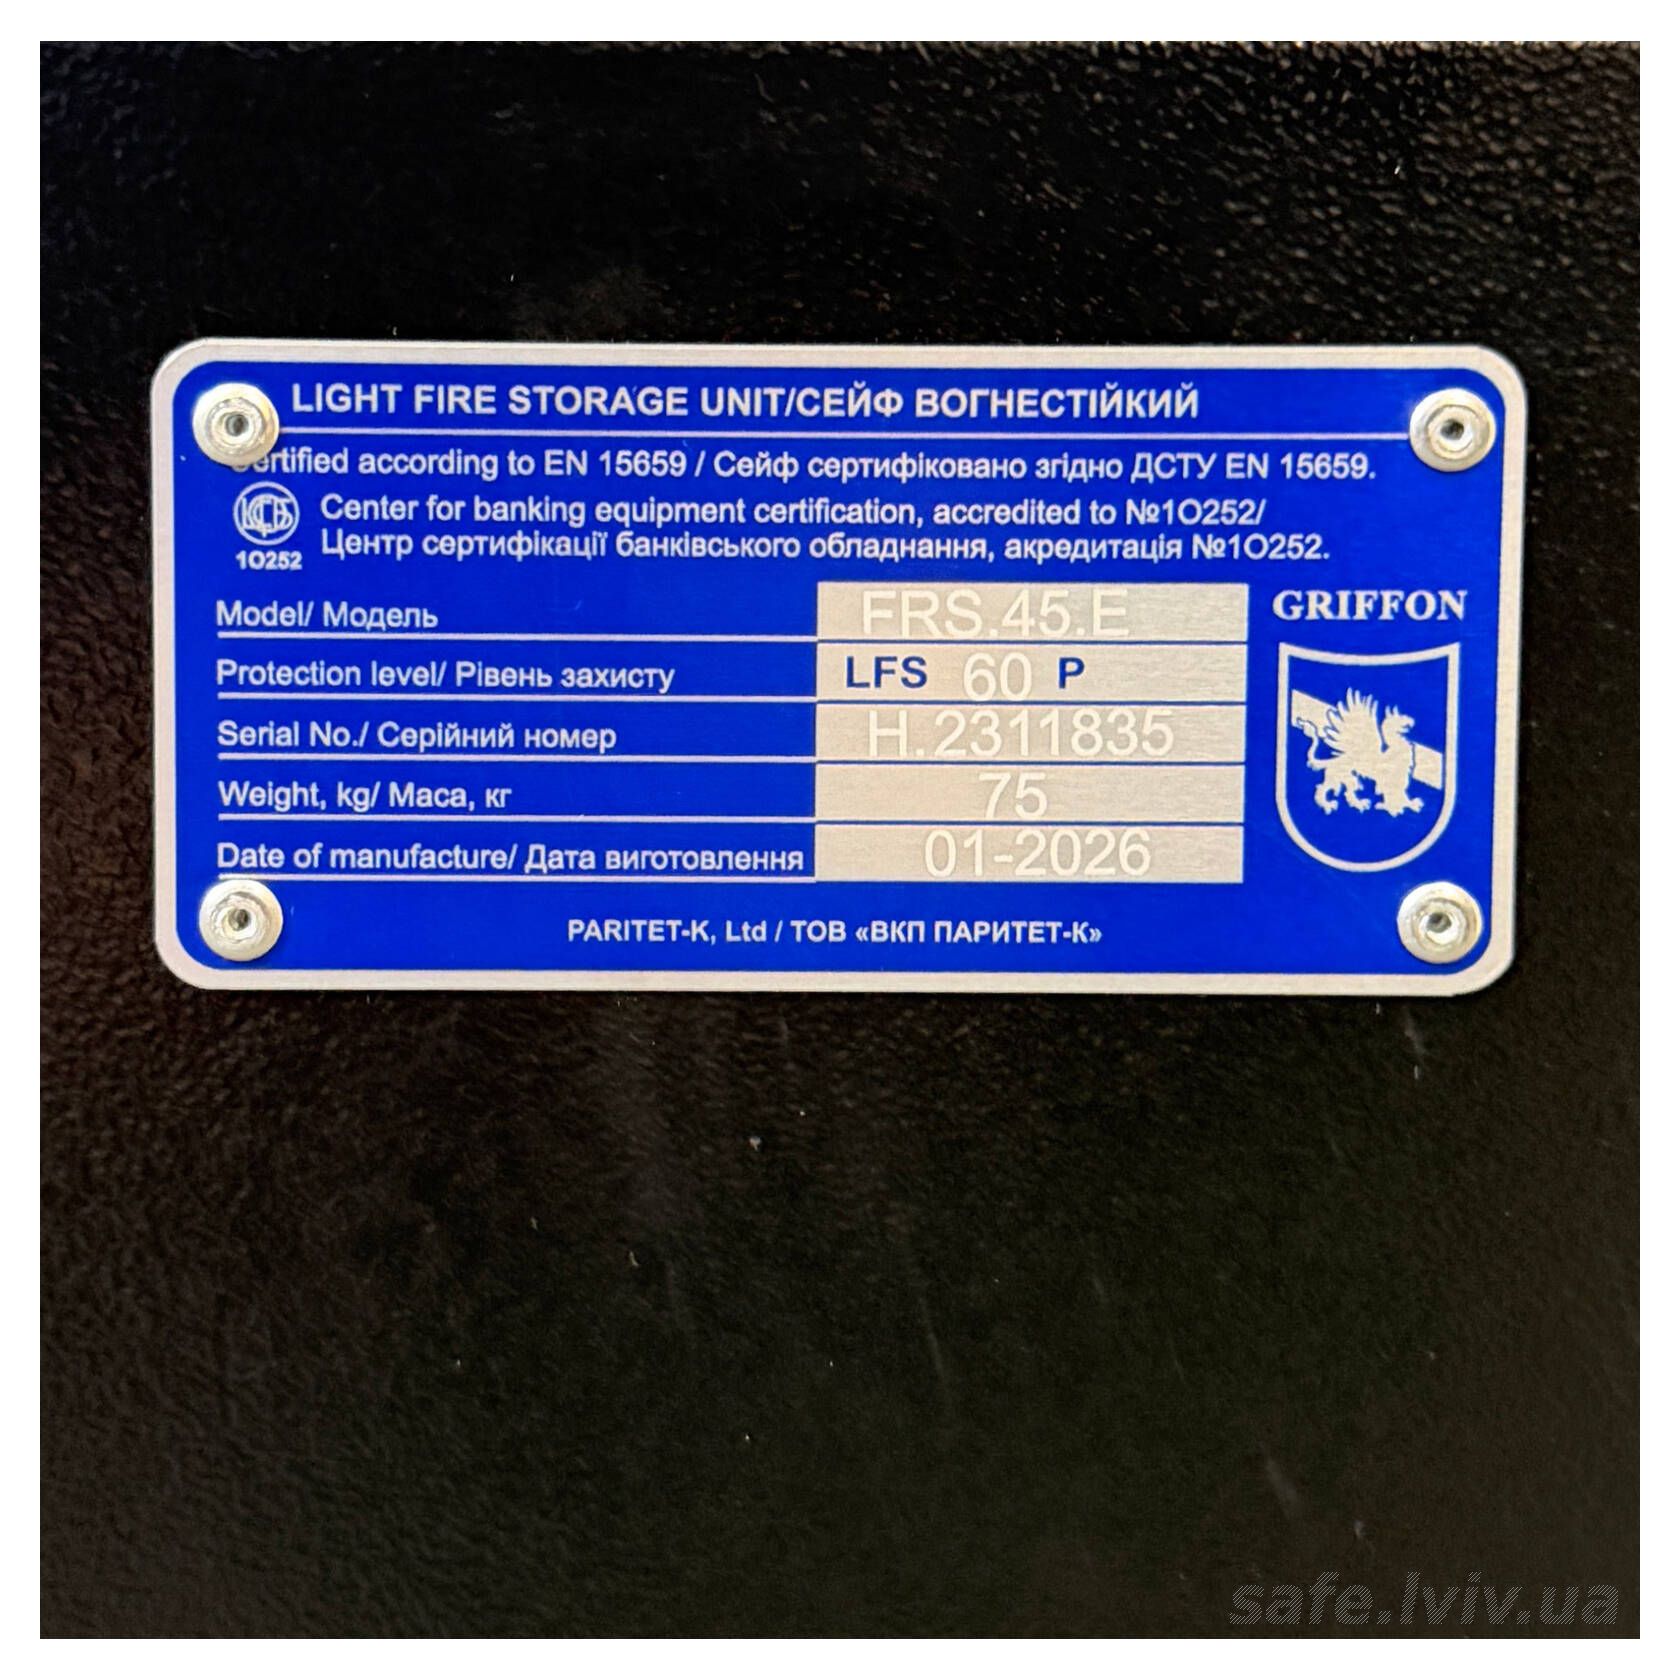 LIGHT FIRE STORAGE UNIT/СЕЙФ ВОГНЕСТІЙКИЙ
Certified according to EN 15659 / Сейф сертифіковано згідно ДСТУ EN 15659.
Center for banking equipment certification, accredited to №1О252/
Центр сертифікації банківського обладнання, акредитація №1О252.
1О252
Model/ Модель FRS.45.E
GRIFFON
Protection level/ Рівень захисту LFS 60 P
Serial No./ Серійний номер H.2311835
Weight, kg/ Маса, кг 75
Date of manufacture/ Дата виготовлення 01-2026
PARITET-K, Ltd / ТОВ «ВКП ПАРИТЕТ-К»
safe.lviv.ua